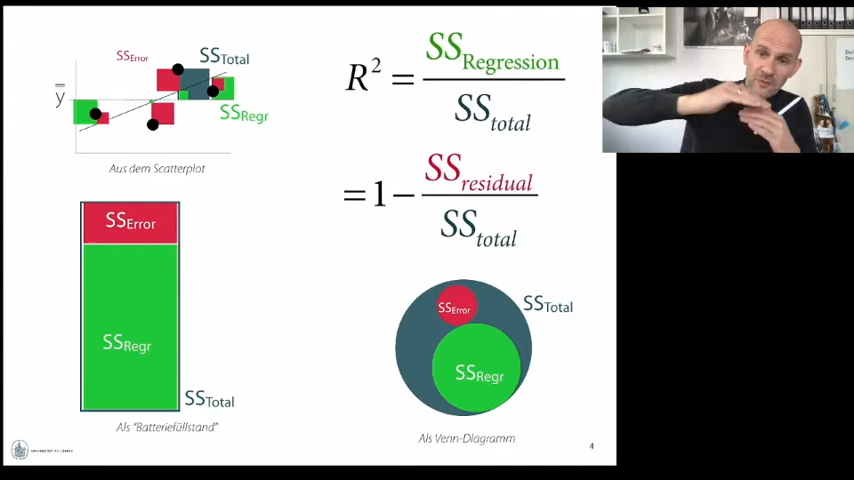 SSError
SSTotal
y
SSRegr
Aus dem Scatterplot
R² = SSRegression
SStotal
= 1 − SSresidual
SStotal
SSError
SSRegr
SSTotal
Als "Batteriefüllstand"
SSError
SSTotal
SSRegr
Als Venn-Diagramm
4